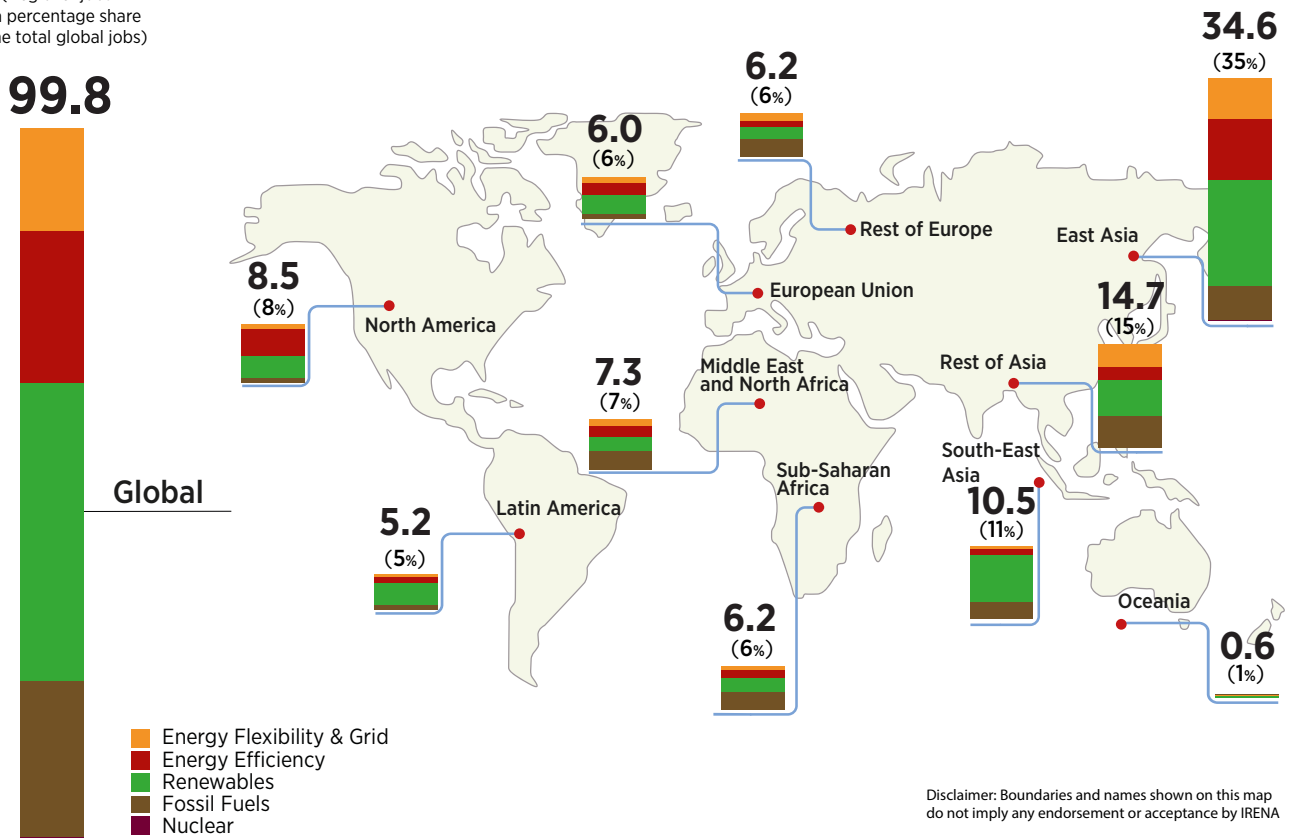 percentage share
total global jobs)
99.8
Global
Energy Flexibility & Grid
Energy Efficiency
Renewables
Fossil Fuels
Nuclear
8.5
(8%)
North America
5.2
(5%)
Latin America
6.0
(6%)
European Union
6.2
(6%)
Rest of Europe
7.3
(7%)
Middle East
and North Africa
6.2
(6%)
Sub-Saharan
Africa
34.6
(35%)
East Asia
14.7
(15%)
Rest of Asia
South-East
Asia
10.5
(11%)
Oceania
0.6
(1%)
Disclaimer: Boundaries and names shown on this map
do not imply any endorsement or acceptance by IRENA